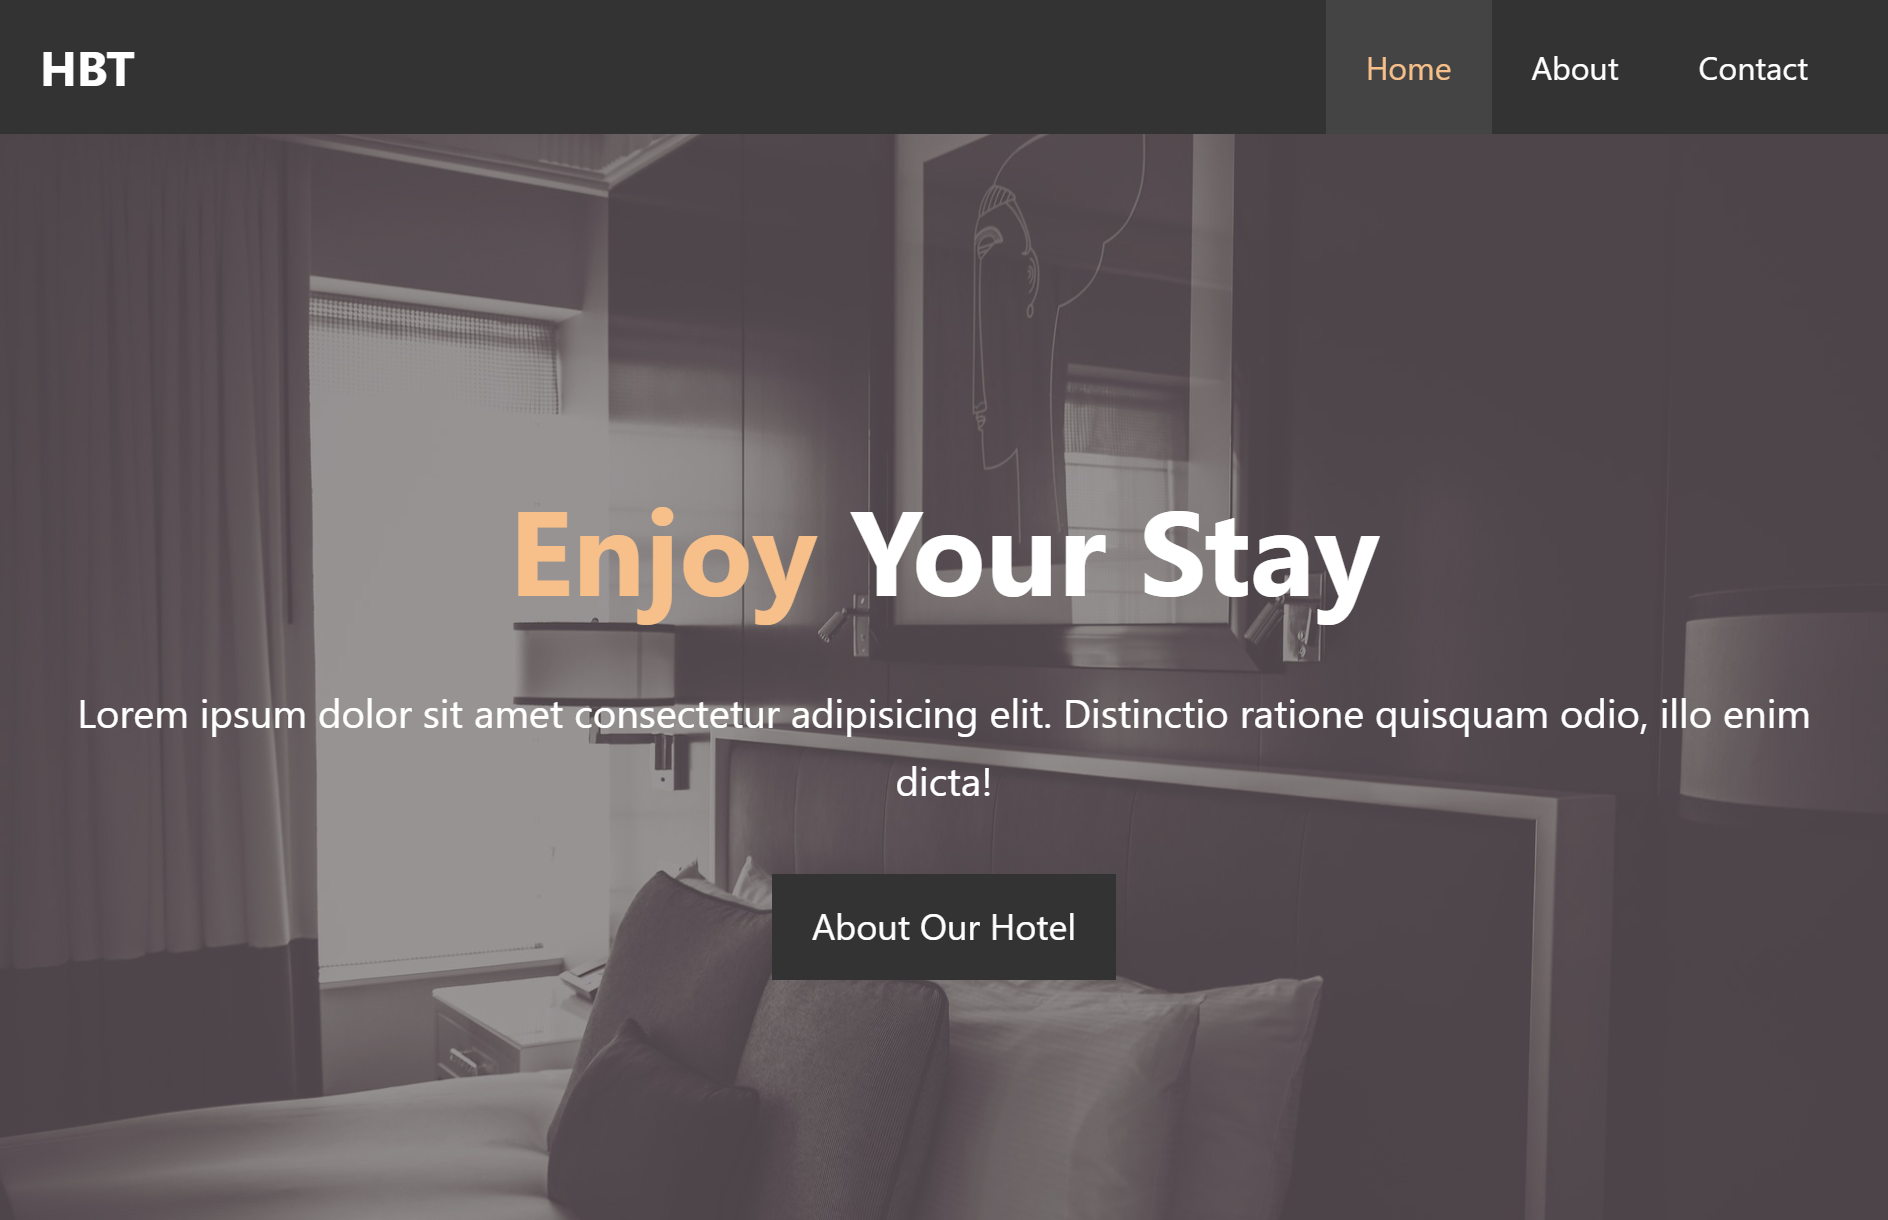 HBT
Home About Contact
Enjoy Your Stay
Lorem ipsum dolor sit amet consectetur adipisicing elit. Distinctio ratione quisquam odio, illo enim
dicta!
About Our Hotel